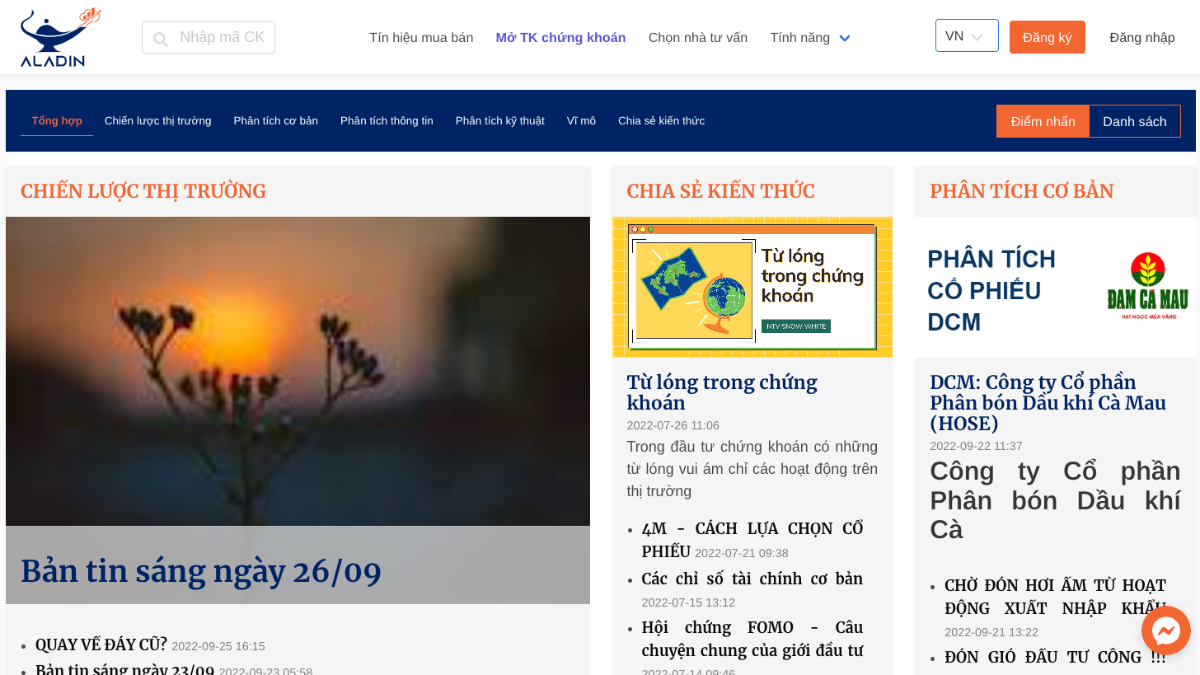 ALADIN
Nhập mã CK
Tín hiệu mua bán
Mở TK chứng khoán
Chọn nhà tư vấn
Tính năng
VN
Đăng ký
Đăng nhập
Tổng hợp
Chiến lược thị trường
Phân tích cơ bản
Phân tích thông tin
Phân tích kỹ thuật
Vĩ mô
Chia sẻ kiến thức
Điểm nhấn
Danh sách
CHIẾN LƯỢC THỊ TRƯỜNG
Bản tin sáng ngày 26/09
QUAY VỀ ĐÁY CŨ? 2022-09-25 16:15
Bản tin sáng ngày 23/09 2022-09-23 05:58
CHIA SẺ KIẾN THỨC
Từ lóng
trong chứng
khoán
NTV SNOW WHITE
Từ lóng trong chứng
khoán
2022-07-26 11:06
Trong đầu tư chứng khoán có những
từ lóng vui ám chỉ các hoạt động trên
thị trường
4M - CÁCH LỰA CHỌN CỔ
PHIẾU 2022-07-21 09:38
Các chỉ số tài chính cơ bản
2022-07-15 13:12
Hội chứng FOMO - Câu
chuyện chung của giới đầu tư
2022-07-14 09:46
PHÂN TÍCH CƠ BẢN
PHÂN TÍCH
CỔ PHIẾU
DCM
ĐẠM CÀ MAU
HẠT NGỌC MÙA VÀNG
DCM: Công ty Cổ phần
Phân bón Dầu khí Cà Mau
(HOSE)
2022-09-22 11:37
Công ty Cổ phần
Phân bón Dầu khí
Cà
CHỜ ĐÓN HƠI ẤM TỪ HOẠT
ĐỘNG XUẤT NHẬP KHẨU
2022-09-21 13:22
ĐÓN GIÓ ĐẦU TƯ CÔNG !!!